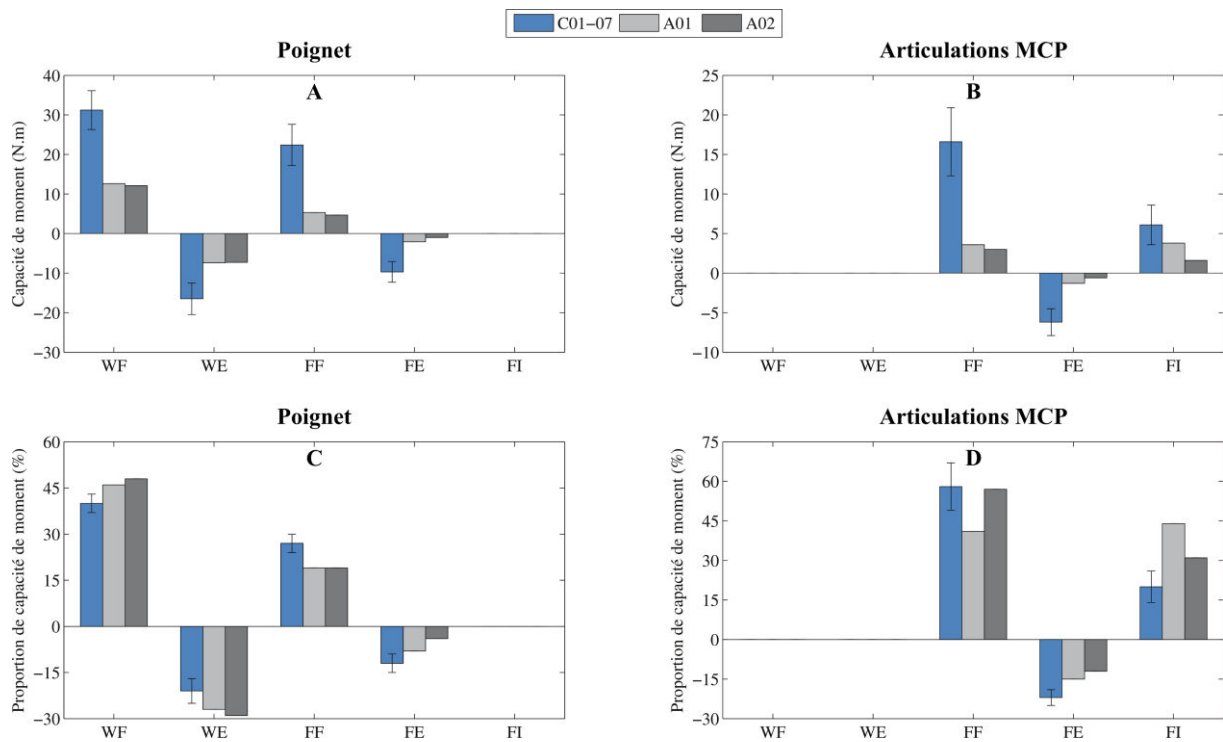 C01−07 A01 A02
Poignet
A
Capacité de moment (N.m)
40
30
20
10
0
−10
−20
−30
WF WE FF FE FI
Articulations MCP
B
Capacité de moment (N.m)
25
20
15
10
5
0
−5
−10
WF WE FF FE FI
Poignet
C
Proportion de capacité de moment (%)
60
45
30
15
0
−15
−30
WF WE FF FE FI
Articulations MCP
D
Proportion de capacité de moment (%)
75
60
45
30
15
0
−15
−30
WF WE FF FE FI